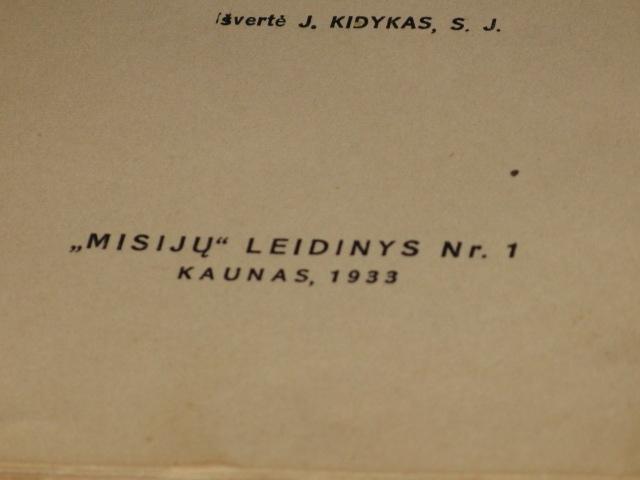 išvertė J. KIDYKAS, S. J.
„MISIJŲ“ LEIDINYS Nr. 1
KAUNAS, 1933